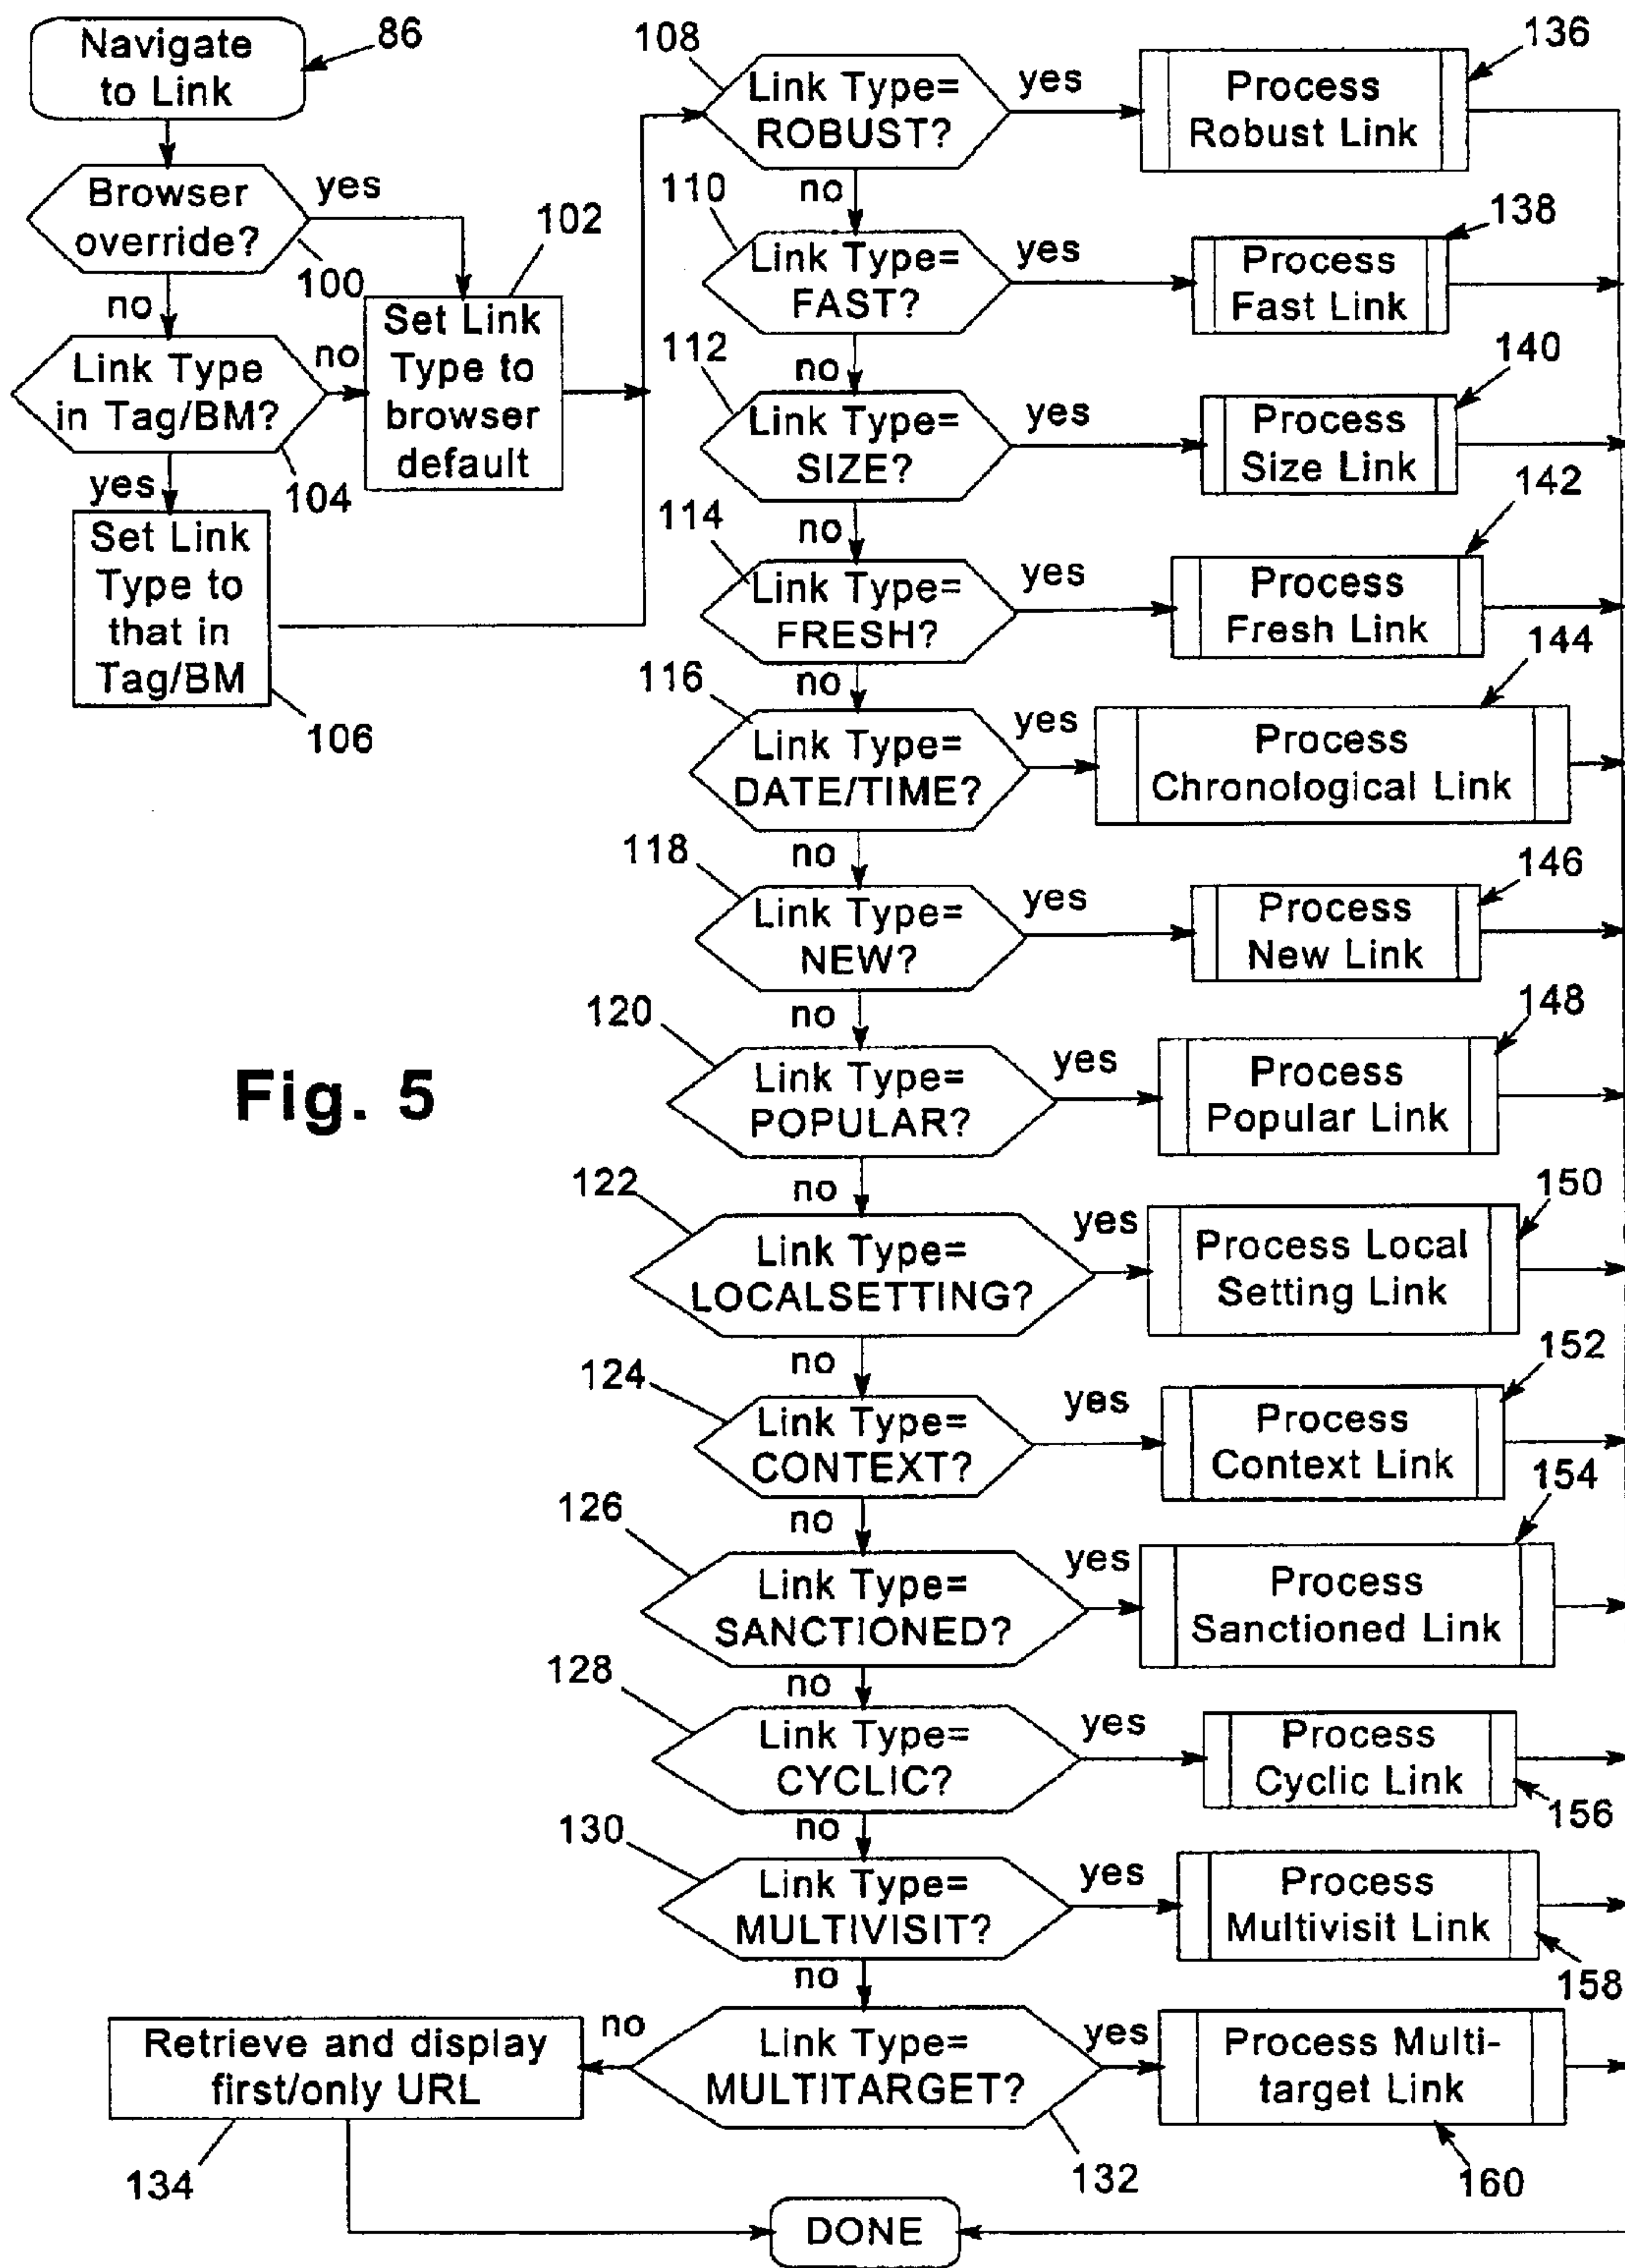 Navigate
to Link
86
Browser
override?
yes
100
no
102
Set Link
Type to
browser
default
Link Type
in Tag/BM?
no
104
yes
Set Link
Type to
that in
Tag/BM
106
108
Link Type=
ROBUST?
yes
136
Process
Robust Link
no
110
Link Type=
FAST?
yes
138
Process
Fast Link
no
112
Link Type=
SIZE?
yes
140
Process
Size Link
no
114
Link Type=
FRESH?
yes
142
Process
Fresh Link
no
116
Link Type=
DATE/TIME?
yes
144
Process
Chronological Link
no
118
Link Type=
NEW?
yes
146
Process
New Link
no
120
Link Type=
POPULAR?
yes
148
Process
Popular Link
no
Fig. 5
122
Link Type=
LOCALSETTING?
yes
150
Process Local
Setting Link
no
124
Link Type=
CONTEXT?
yes
152
Process
Context Link
no
126
Link Type=
SANCTIONED?
yes
154
Process
Sanctioned Link
no
128
Link Type=
CYCLIC?
yes
Process
Cyclic Link
156
no
130
Link Type=
MULTIVISIT?
yes
Process
Multivisit Link
158
no
Link Type=
MULTITARGET?
132
yes
Process Multi-
target Link
160
no
Retrieve and display
first/only URL
134
DONE